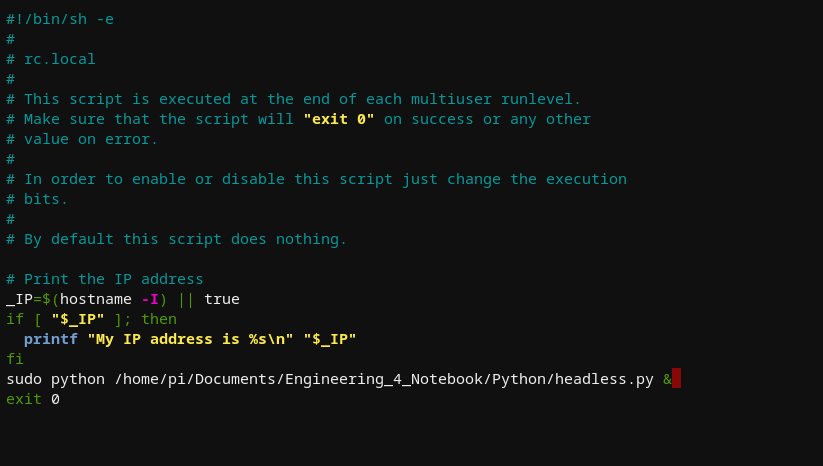 #!/bin/sh -e
#
# rc.local
#
# This script is executed at the end of each multiuser runlevel.
# Make sure that the script will "exit 0" on success or any other
# value on error.
#
# In order to enable or disable this script just change the execution
# bits.
#
# By default this script does nothing.

# Print the IP address
_IP=$(hostname -I) || true
if [ "$_IP" ]; then
  printf "My IP address is %s\n" "$_IP"
fi
sudo python /home/pi/Documents/Engineering_4_Notebook/Python/headless.py &
exit 0